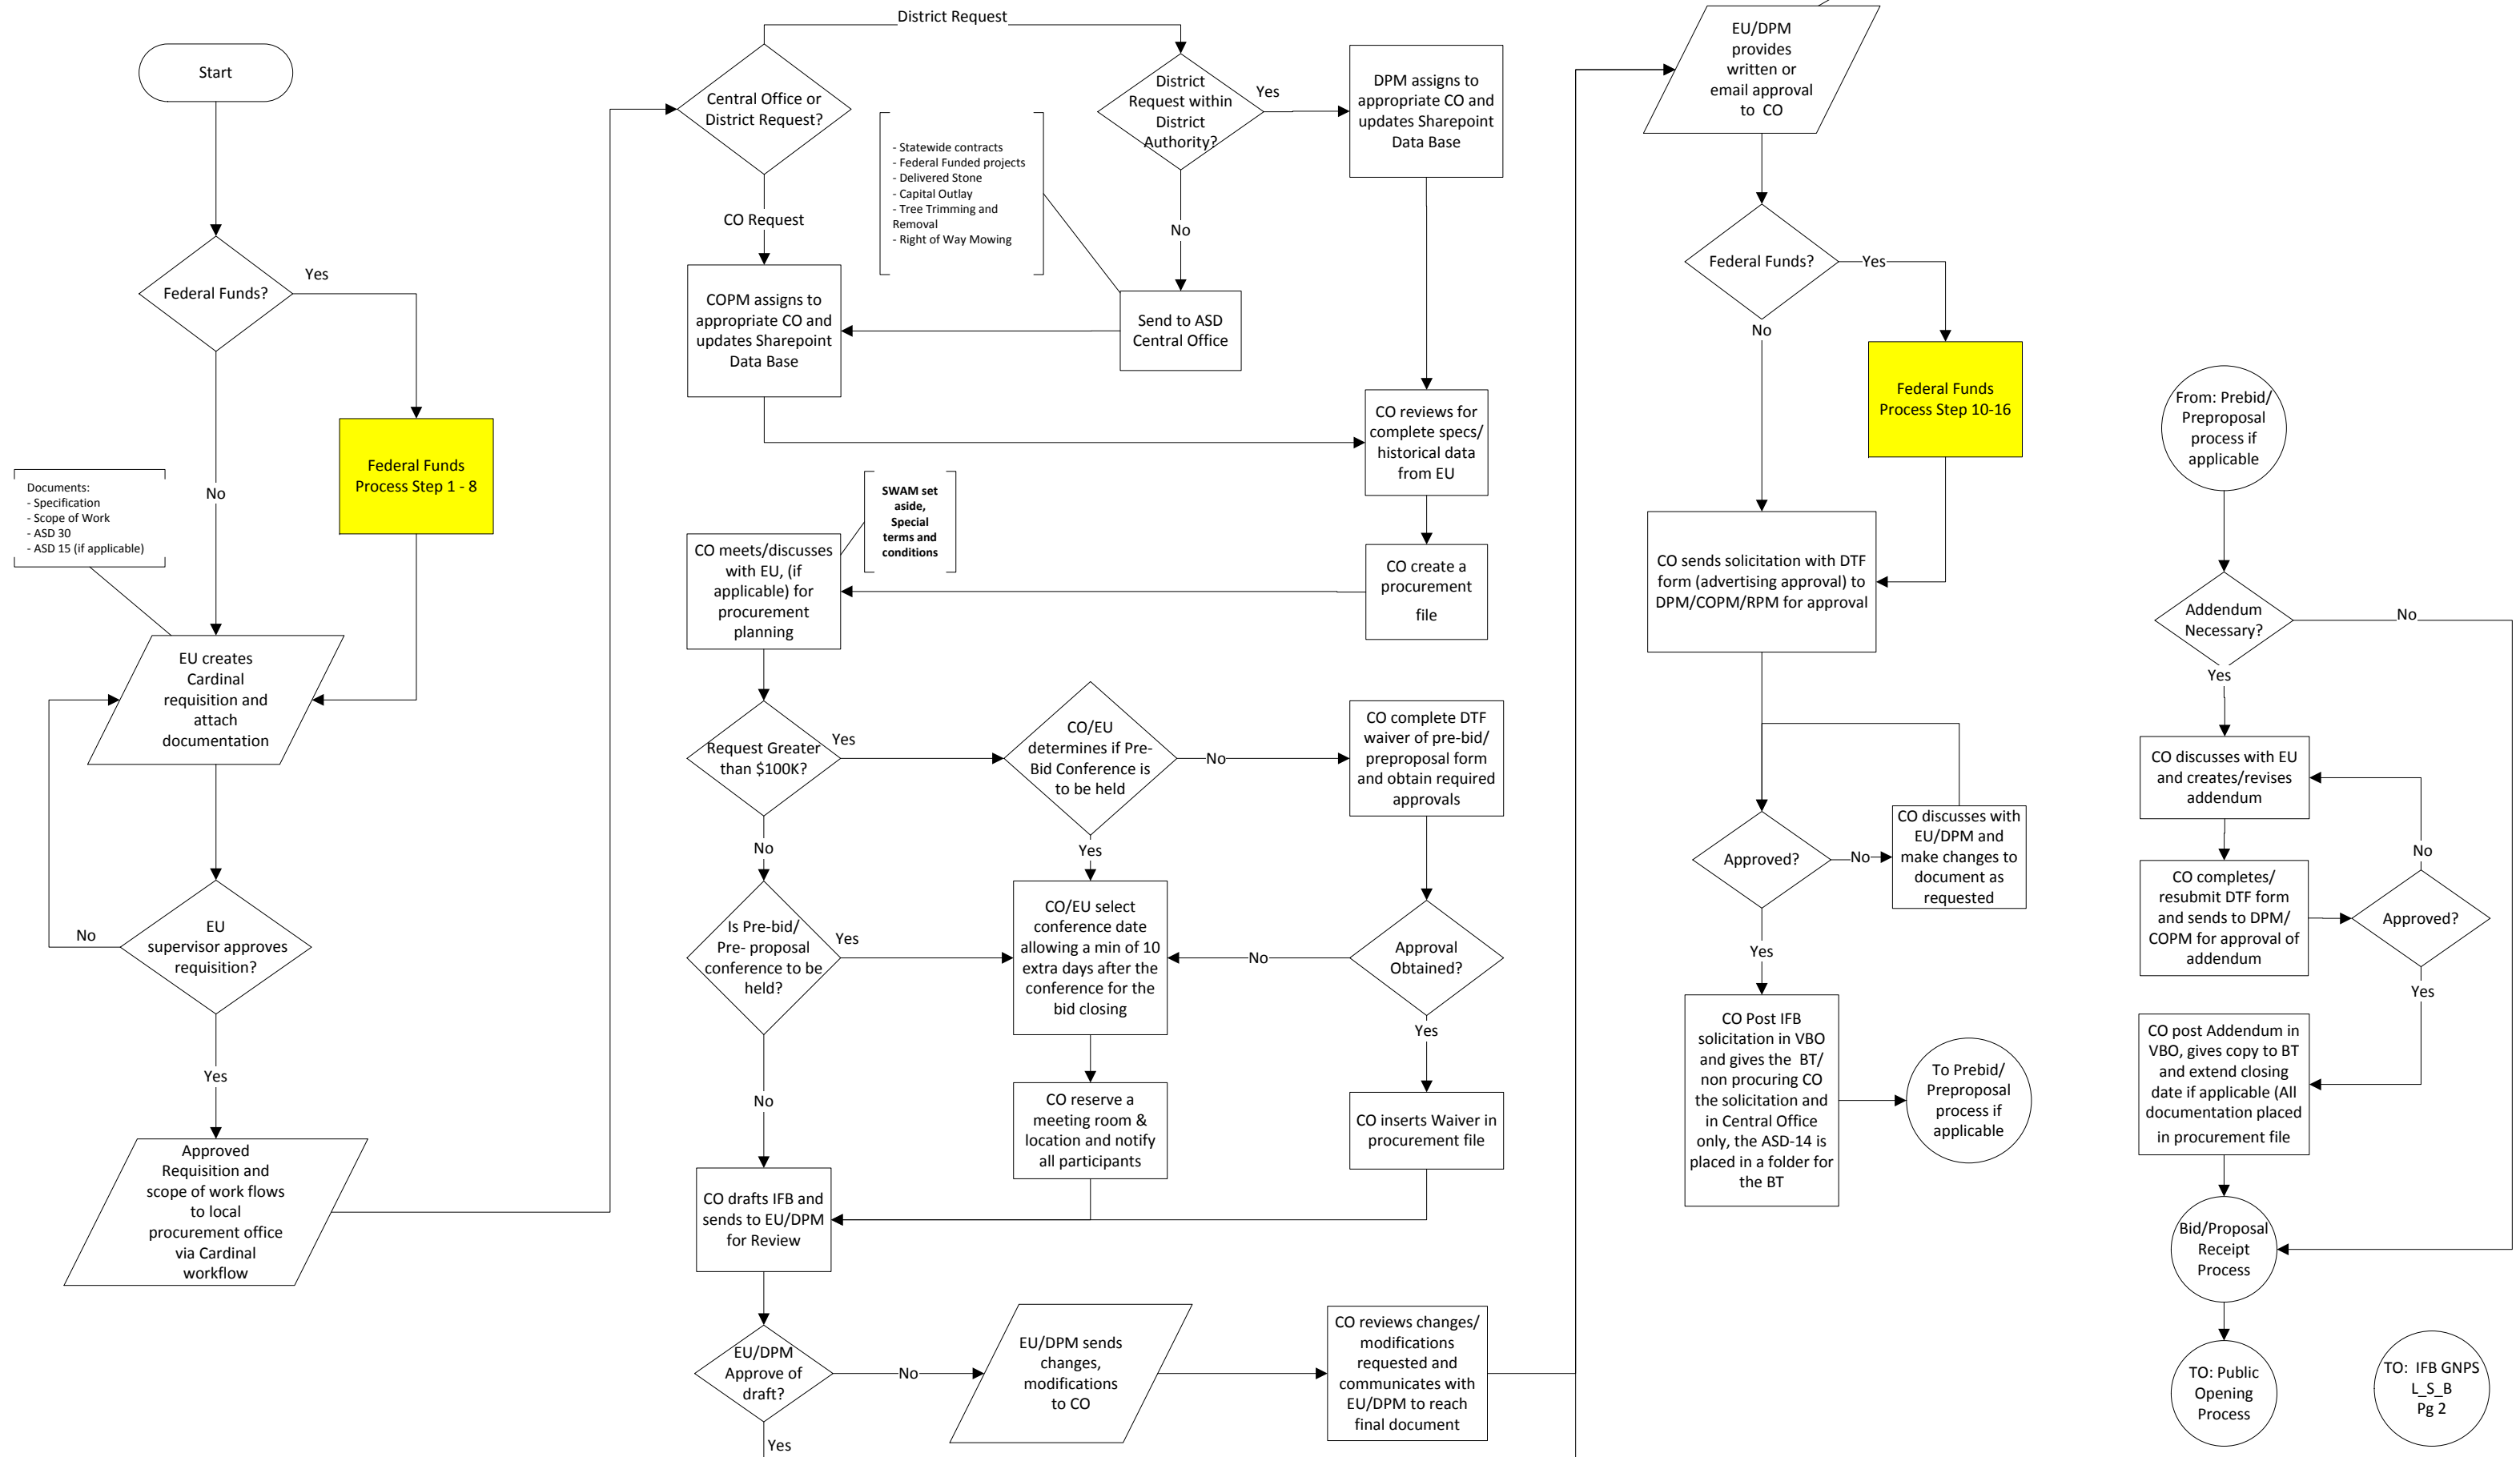 Start
Federal Funds?
Yes
Federal Funds
Process Step 1 - 8
No
Documents:
- Specification
- Scope of Work
- ASD 30
- ASD 15 (if applicable)
EU creates
Cardinal
requisition and
attach
documentation
EU
supervisor approves
requisition?
No
Yes
Approved
Requisition and
scope of work flows
to local
procurement office
via Cardinal
workflow
District Request
Central Office or
District Request?
CO Request
District
Request within
District
Authority?
Yes
No
DPM assigns to
appropriate CO and
updates Sharepoint
Data Base
- Statewide contracts
- Federal Funded projects
- Delivered Stone
- Capital Outlay
- Tree Trimming and
Removal
- Right of Way Mowing
COPM assigns to
appropriate CO and
updates Sharepoint
Data Base
Send to ASD
Central Office
CO reviews for
complete specs/
historical data
from EU
SWAM set
aside,
Special
terms and
conditions
CO meets/discusses
with EU, (if
applicable) for
procurement
planning
CO create a
procurement
file
Request Greater
than $100K?
Yes
CO/EU
determines if Pre-
Bid Conference is
to be held
No
CO complete DTF
waiver of pre-bid/
preproposal form
and obtain required
approvals
No
Yes
Is Pre-bid/
Pre- proposal
conference to be
held?
Yes
CO/EU select
conference date
allowing a min of 10
extra days after the
conference for the
bid closing
No
Approval
Obtained?
Yes
No
CO reserve a
meeting room &
location and notify
all participants
CO inserts Waiver in
procurement file
CO drafts IFB and
sends to EU/DPM
for Review
EU/DPM
Approve of
draft?
No
Yes
EU/DPM sends
changes,
modifications
to CO
CO reviews changes/
modifications
requested and
communicates with
EU/DPM to reach
final document
EU/DPM
provides
written or
email approval
to CO
Federal Funds?
Yes
No
Federal Funds
Process Step 10-16
CO sends solicitation with DTF
form (advertising approval) to
DPM/COPM/RPM for approval
Approved?
No
CO discusses with
EU/DPM and
make changes to
document as
requested
Yes
CO Post IFB
solicitation in VBO
and gives the BT/
non procuring CO
the solicitation and
in Central Office
only, the ASD-14 is
placed in a folder for
the BT
To Prebid/
Preproposal
process if
applicable
From: Prebid/
Preproposal
process if
applicable
Addendum
Necessary?
No
Yes
CO discusses with EU
and creates/revises
addendum
No
CO completes/
resubmit DTF form
and sends to DPM/
COPM for approval of
addendum
Approved?
Yes
CO post Addendum in
VBO, gives copy to BT
and extend closing
date if applicable (All
documentation placed
in procurement file
Bid/Proposal
Receipt
Process
TO: Public
Opening
Process
TO: IFB GNPS
L_S_B
Pg 2